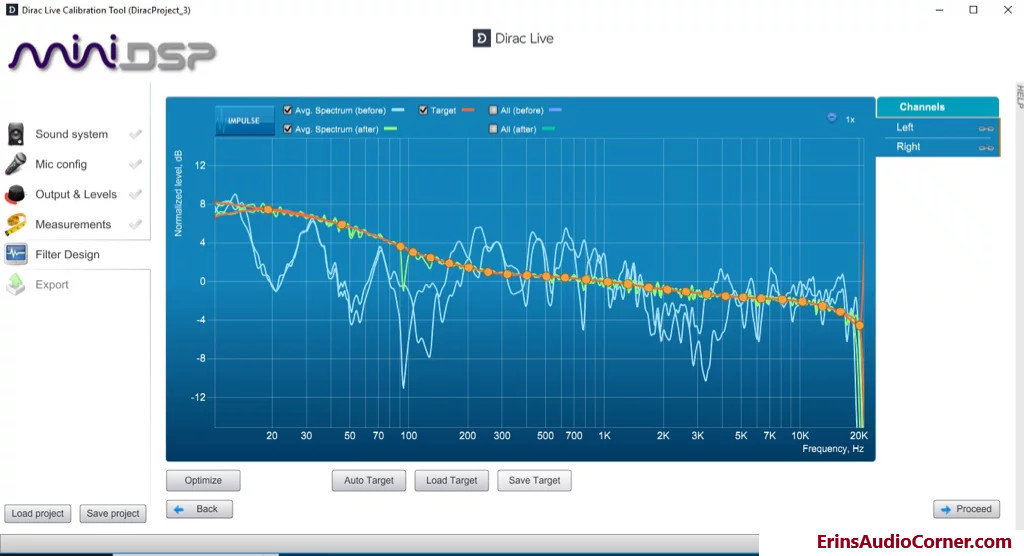 Dirac Live Calibration Tool (DiracProject_3)
miniDSP
Dirac Live
HELP
Sound system
Mic config
Output & Levels
Measurements
Filter Design
Export
IMPULSE
Avg. Spectrum (before)
Target
All (before)
Avg. Spectrum (after)
All (after)
1x
Channels
Left
Right
Normalized level, dB
12
8
4
0
-4
-8
-12
20 30 50 70 100 200 300 500 700 1K 2K 3K 5K 7K 10K 20K
Frequency, Hz
Optimize
Auto Target
Load Target
Save Target
Load project
Save project
Back
Proceed
ErinsAudioCorner.com